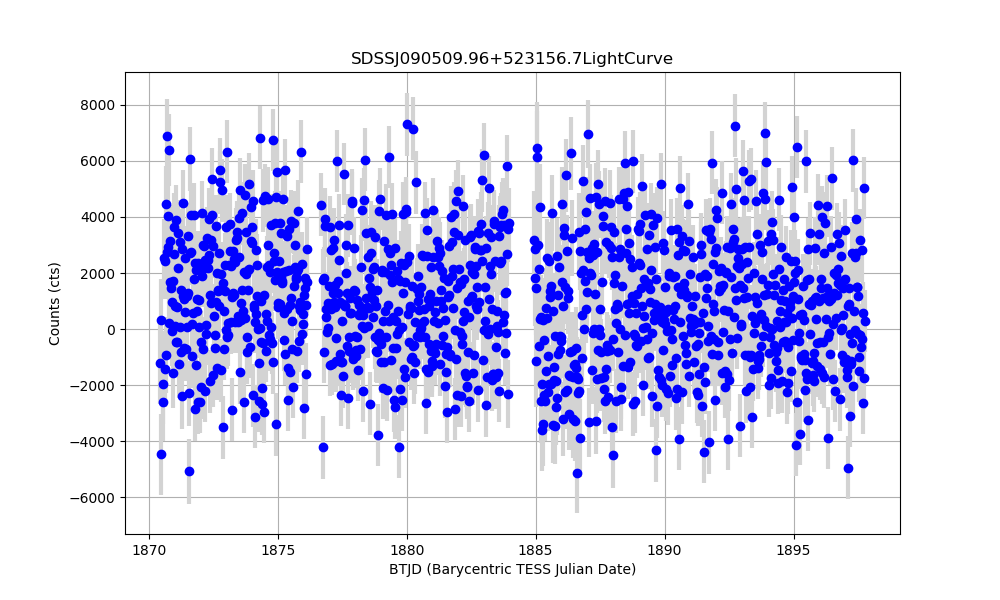 SDSSJ090509.96+523156.7LightCurve
8000
6000
4000
2000
0
−2000
−4000
−6000
Counts (cts)
1870 1875 1880 1885 1890 1895
BTJD (Barycentric TESS Julian Date)